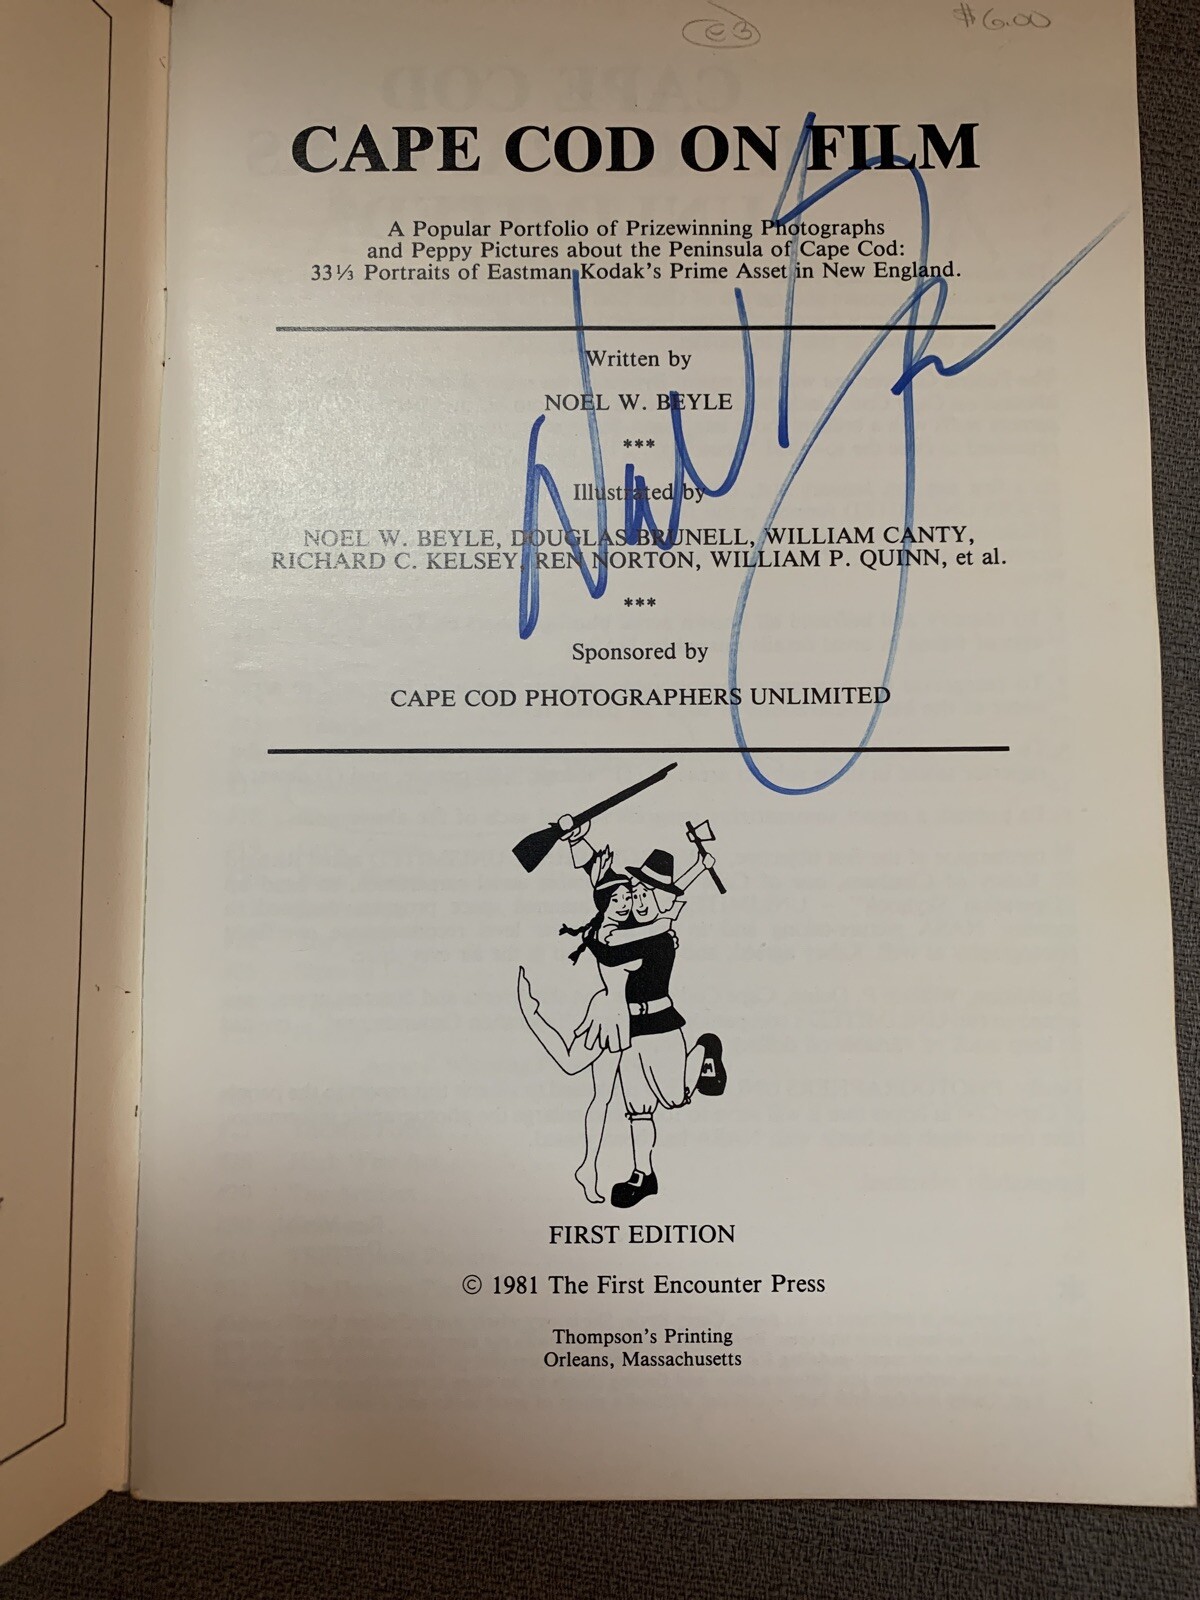 C3
$6.00
CAPE COD ON FILM
A Popular Portfolio of Prizewinning Photographs
and Peppy Pictures about the Peninsula of Cape Cod:
33⅓ Portraits of Eastman Kodak's Prime Asset in New England.
Written by
NOEL W. BEYLE
***
Illustrated by
NOEL W. BEYLE, DOUGLAS BRUNELL, WILLIAM CANTY,
RICHARD C. KELSEY, REN NORTON, WILLIAM P. QUINN, et al.
***
Sponsored by
CAPE COD PHOTOGRAPHERS UNLIMITED
FIRST EDITION
© 1981 The First Encounter Press
Thompson's Printing
Orleans, Massachusetts